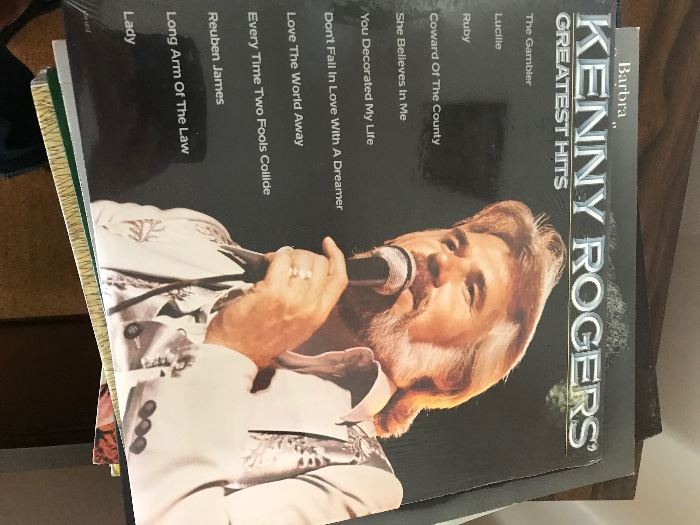 Barbra
KENNY ROGERS'
GREATEST HITS
The Gambler
Lucille
Ruby
Coward Of The County
She Believes In Me
You Decorated My Life
Don't Fall In Love With A Dreamer
Love The World Away
Every Time Two Fools Collide
Reuben James
Long Arm Of The Law
Lady